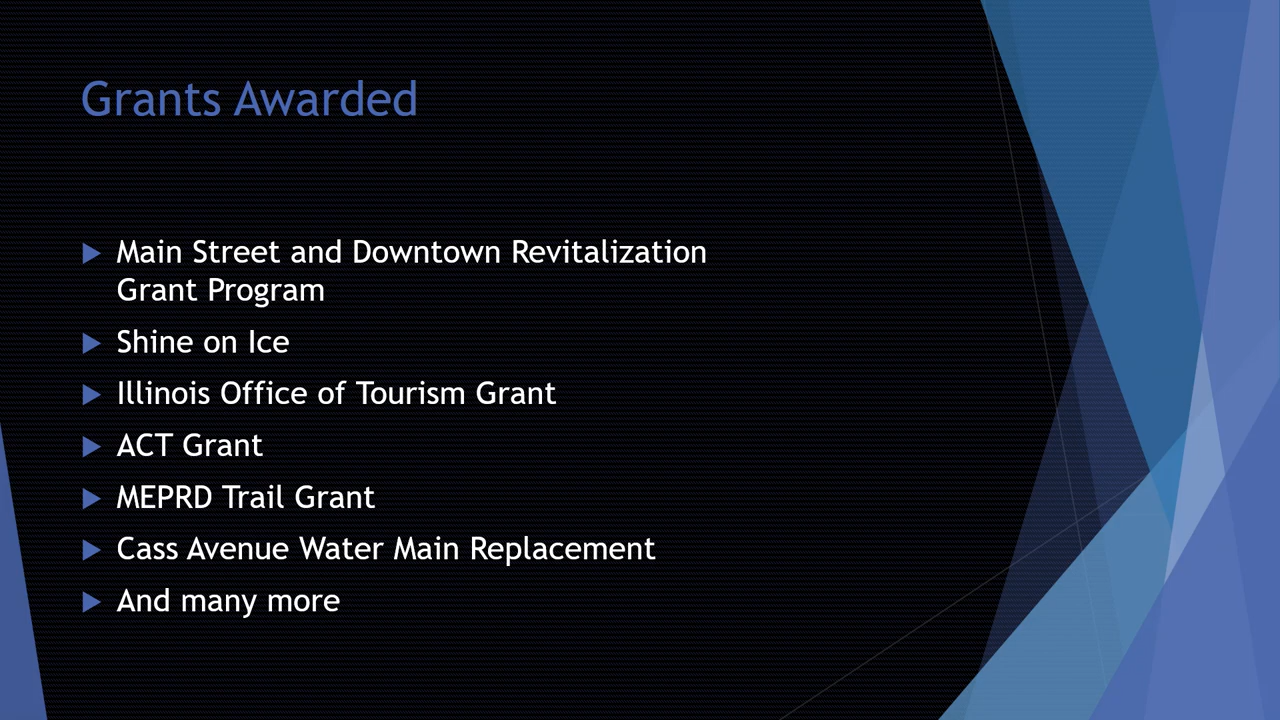 Grants Awarded
Main Street and Downtown Revitalization
Grant Program
Shine on Ice
Illinois Office of Tourism Grant
ACT Grant
MEPRD Trail Grant
Cass Avenue Water Main Replacement
And many more